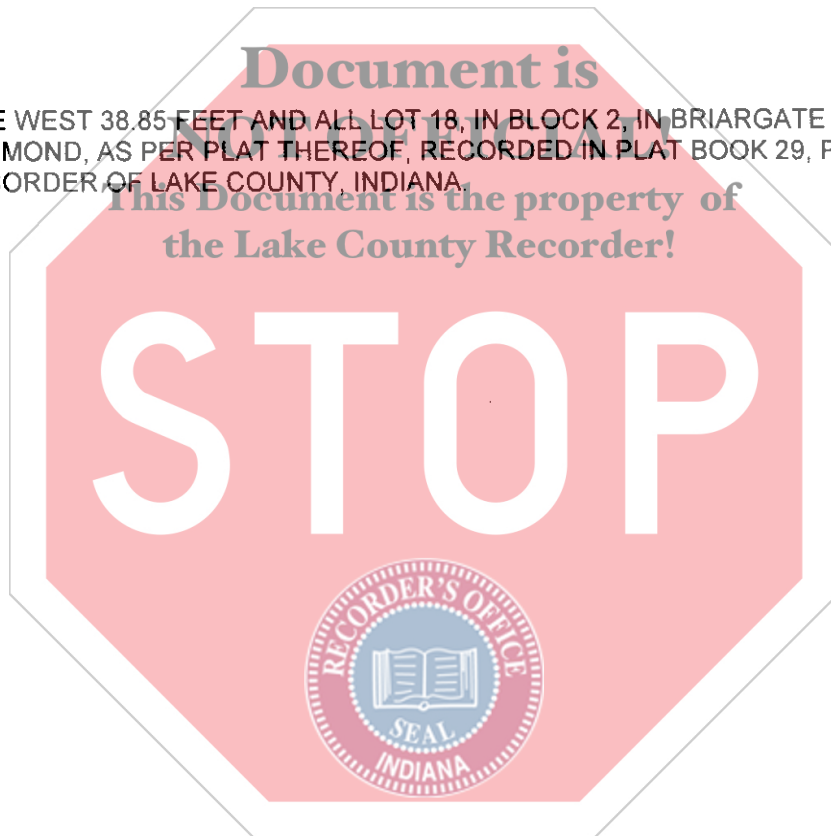 Document is
E WEST 38.85 FEET AND ALL LOT 18, IN BLOCK 2, IN BRIARGATE
NOT OFFICIAL!
MOND, AS PER PLAT THEREOF, RECORDED IN PLAT BOOK 29, P
ORDER OF LAKE COUNTY, INDIANA.
This Document is the property of
the Lake County Recorder!
STOP
RECORDER'S OFFICE
SEAL
INDIANA